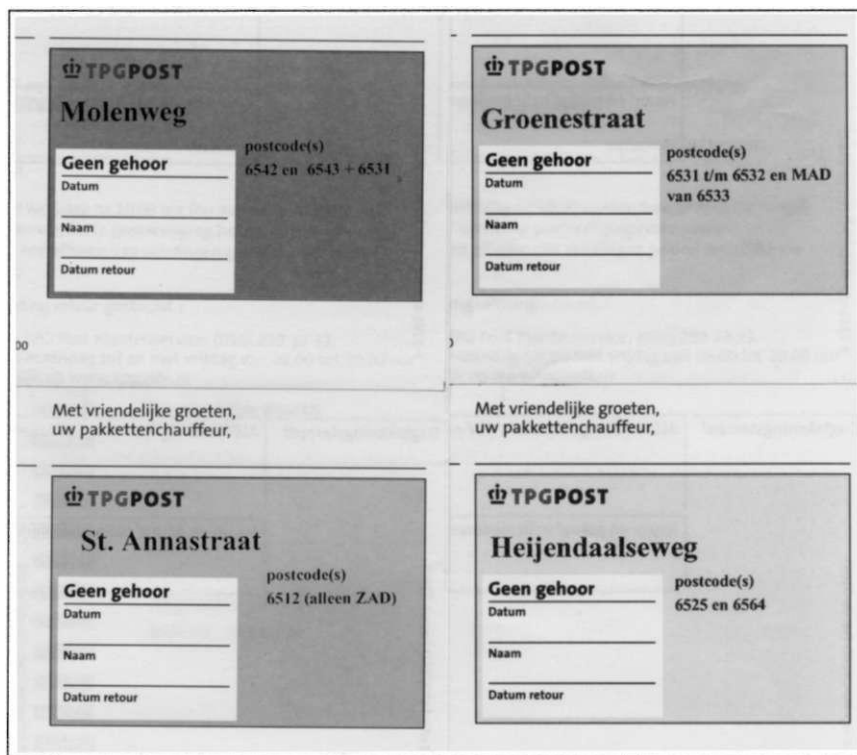 TPGPOST
Molenweg
postcode(s)
Geen gehoor
6542 en 6543 + 6531
Datum
Naam
Datum retour
TPGPOST
Groenestraat
postcode(s)
Geen gehoor
6531 t/m 6532 en MAD
van 6533
Datum
Naam
Datum retour
00
Met vriendelijke groeten,
uw pakkettenchauffeur,
Met vriendelijke groeten,
uw pakkettenchauffeur,
TPGPOST
St. Annastraat
postcode(s)
Geen gehoor
6512 (alleen ZAD)
Datum
Naam
Datum retour
TPGPOST
Heijendaalseweg
postcode(s)
Geen gehoor
6525 en 6564
Datum
Naam
Datum retour